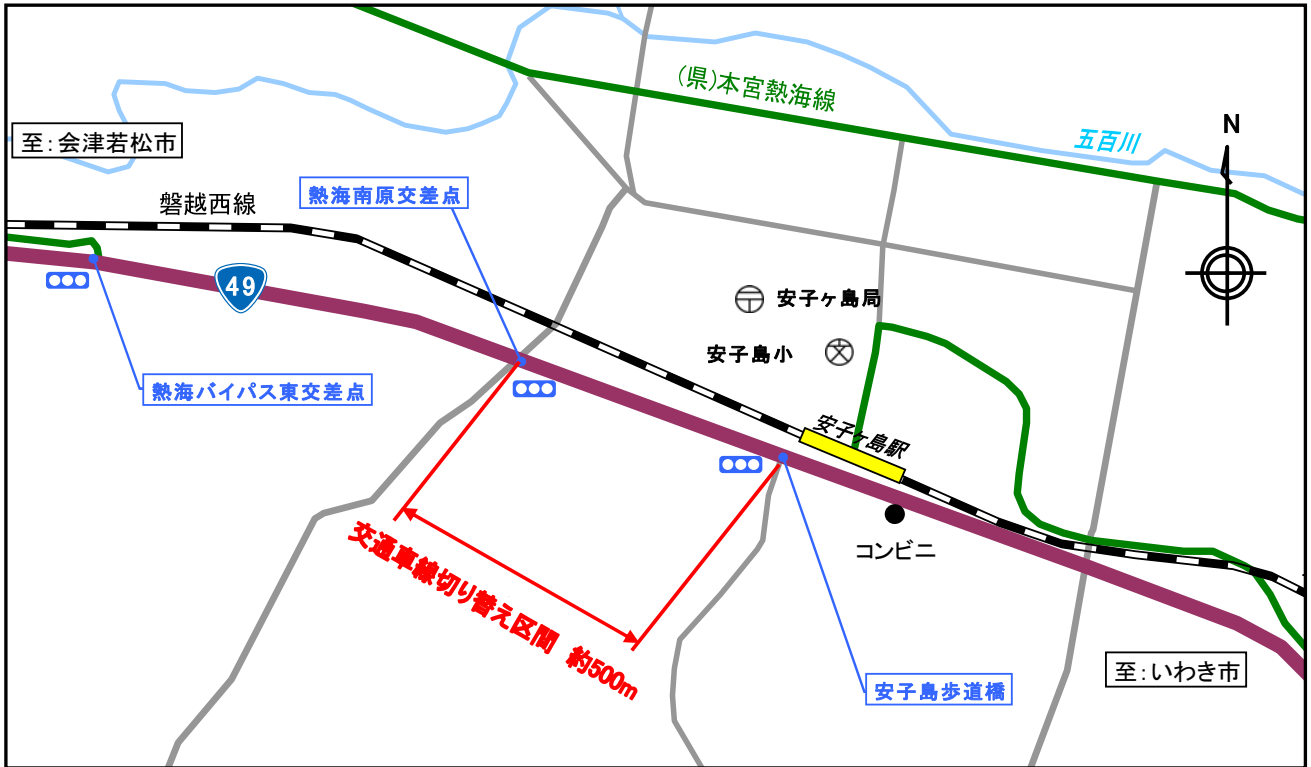 (県)本宮熱海線
五百川
N
至:会津若松市
熱海南原交差点
磐越西線
49
安子ヶ島局
安子島小
熱海バイパス東交差点
安子ヶ島駅
コンビニ
交通車線切り替え区間 約500m
至:いわき市
安子島歩道橋